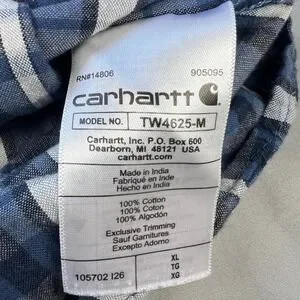 RN#14806 905095
carhartt
MODEL NO. TW4625-M
Carhartt, Inc. P.O. Box 600
Dearborn, MI 48121 USA
carhartt.com
Made in India
Fabriqué en Inde
Hecho en India
100% Cotton
100% Coton
100% Algodón
Exclusive Trimming
Sauf Garnitures
Excepto Adorno
105702 I26
XL
TG
XG